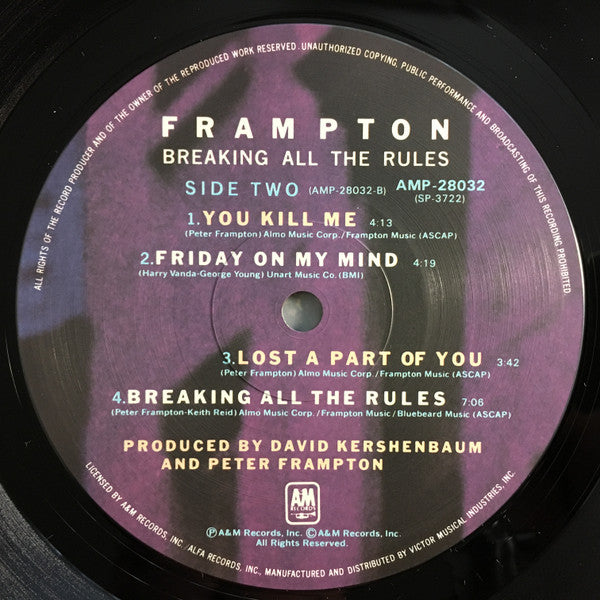 ALL RIGHTS OF THE RECORD PRODUCER AND OF THE OWNER OF THE REPRODUCED WORK RESERVED. UNAUTHORIZED COPYING, PUBLIC PERFORMANCE AND BROADCASTING OF THIS RECORDING PROHIBITED.
FRAMPTON
BREAKING ALL THE RULES
SIDE TWO (AMP-28032-B) AMP-28032
(SP-3722)
1.YOU KILL ME 4:13
(Peter Frampton) Almo Music Corp./Frampton Music (ASCAP)
2.FRIDAY ON MY MIND 4:19
(Harry Vanda-George Young) Unart Music Co. (BMI)
3.LOST A PART OF YOU 3:42
(Peter Frampton) Almo Music Corp./Frampton Music (ASCAP)
4.BREAKING ALL THE RULES 7:06
(Peter Frampton-Keith Reid) Almo Music Corp./Frampton Music/Bluebeard Music (ASCAP)
PRODUCED BY DAVID KERSHENBAUM
AND PETER FRAMPTON
A&M
RECORDS
Ⓟ A&M Records, Inc. © A&M Records, Inc.
All Rights Reserved.
LICENSED BY A&M RECORDS, INC. ALFA RECORDS, INC., MANUFACTURED AND DISTRIBUTED BY VICTOR MUSICAL INDUSTRIES, INC.